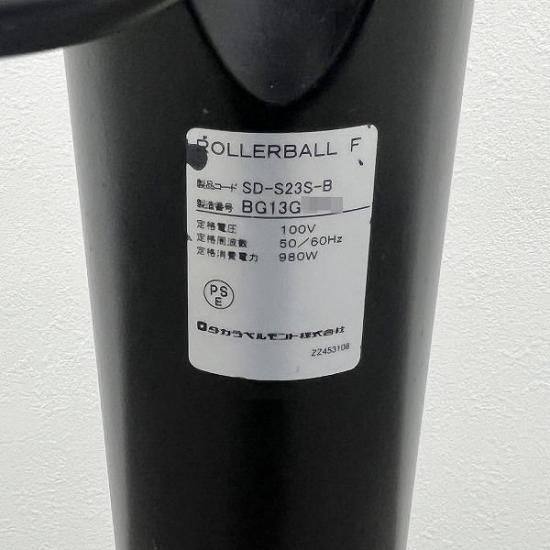 ROLLERBALL F
製品コード SD-S23S-B
製造番号 BG13G
定格電圧 100V
定格周波数 50/60Hz
定格消費電力 980W
PS
E
タカラベルモント株式会社
ZZ453108